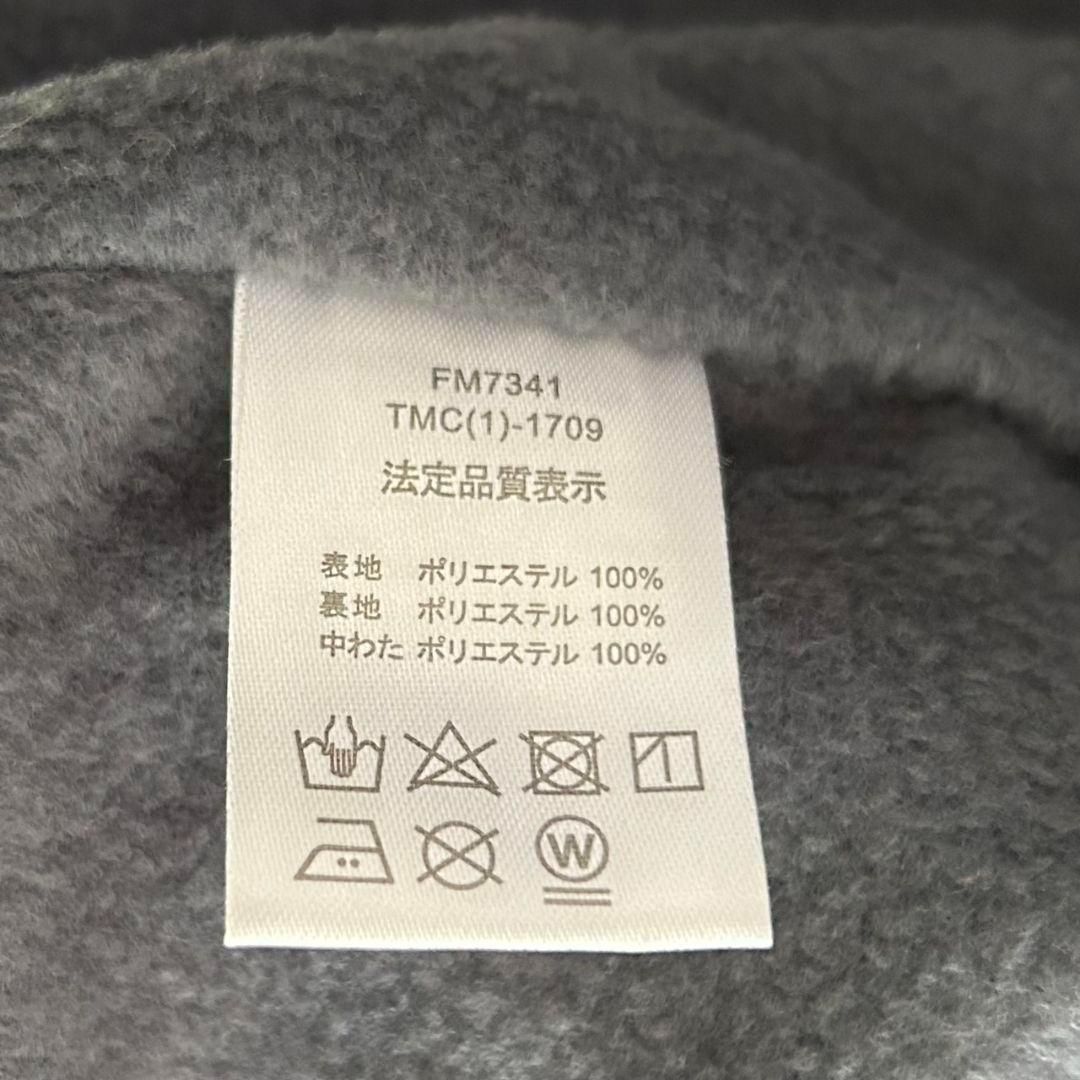 FM7341
TMC(1)-1709
法定品質表示
表地 ポリエステル 100%
裏地 ポリエステル 100%
中わた ポリエステル 100%
W